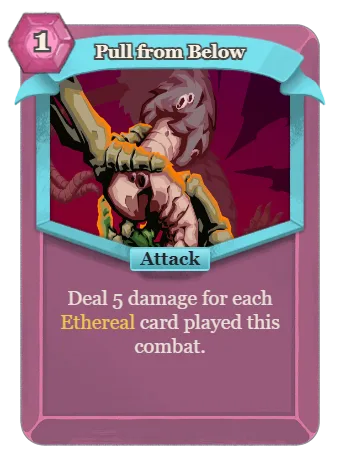 1
Pull from Below
Attack
Deal 5 damage for each
Ethereal card played this
combat.